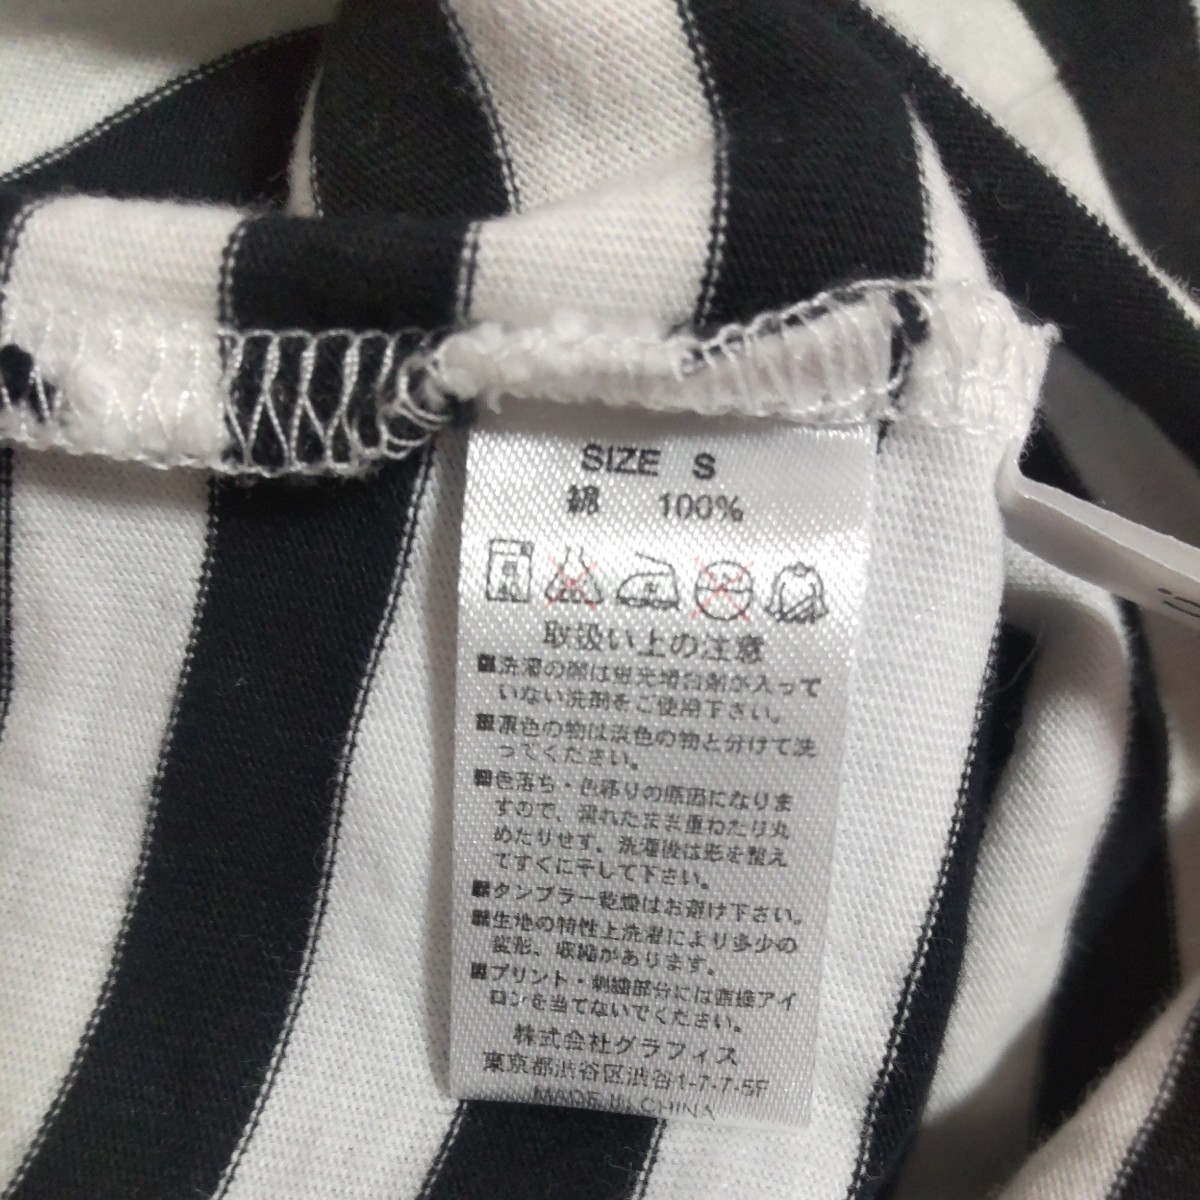 SIZE S
綿 100%
取扱い上の注意
■洗濯の際は蛍光増白剤が入って
いない洗剤をご使用下さい。
■濃色の物は淡色の物と分けて洗
ってください。
■色落ち・色移りの原因になりま
すので、濡れたまま重ねたり丸
めたりせず、洗濯後は形を整え
てすぐに干して下さい。
■タンブラー乾燥はお避け下さい。
■生地の特性上洗濯により多少の
変形、収縮があります。
■プリント・刺繍部分には直接アイ
ロンを当てないでください。
株式会社グラフィス
東京都渋谷区渋谷1-7-7-5F
MADE IN CHINA